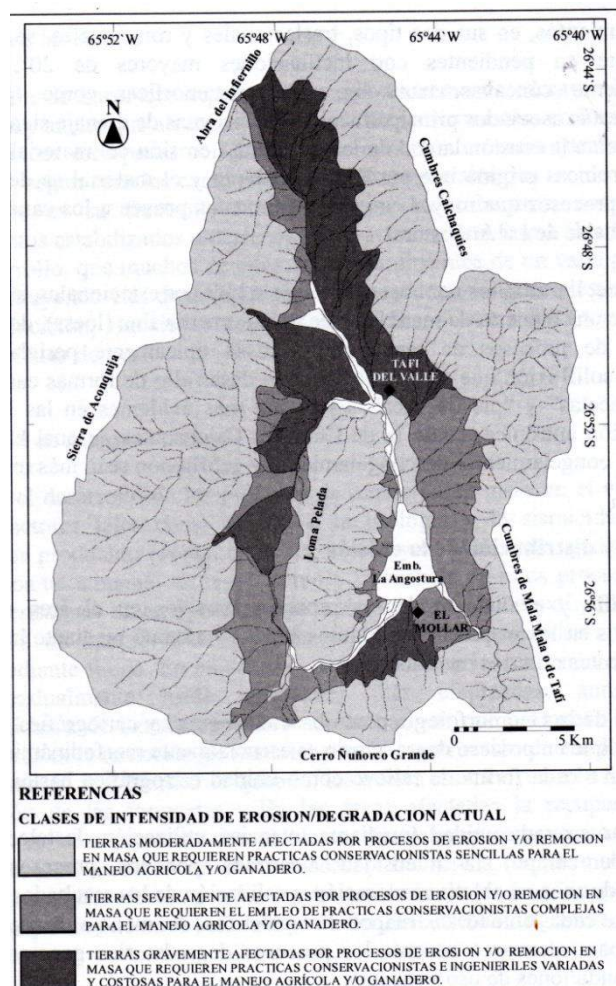 65°52' W
65°48' W
65°44' W
65°40' W
26°44' S
26°48' S
26°52' S
26°56' S
N
Abra del Infiernillo
Cumbres Calchaquíes
Sierra de Aconquija
TAFI
DEL VALLE
Loma Pelada
Emb.
La Angostura
EL
MOLLAR
Cumbres de Mala Mala y de Tafí
Cerro Ñuñorco Grande
0 5 Km
REFERENCIAS
CLASES DE INTENSIDAD DE EROSION/DEGRADACION ACTUAL
TIERRAS MODERADAMENTE AFECTADAS POR PROCESOS DE EROSION Y/O REMOCION
EN MASA QUE REQUIEREN PRACTICAS CONSERVACIONISTAS SENCILLAS PARA EL
MANEJO AGRICOLA Y/O GANADERO.
TIERRAS SEVERAMENTE AFECTADAS POR PROCESOS DE EROSION Y/O REMOCION EN
MASA QUE REQUIEREN EL EMPLEO DE PRACTICAS CONSERVACIONISTAS COMPLEJAS
PARA EL MANEJO AGRICOLA Y/O GANADERO.
TIERRAS GRAVEMENTE AFECTADAS POR PROCESOS DE EROSION Y/O REMOCION EN
MASA QUE REQUIEREN PRACTICAS CONSERVACIONISTAS E INGENIERILES VARIADAS
Y COSTOSAS PARA EL MANEJO AGRÍCOLA Y/O GANADERO.